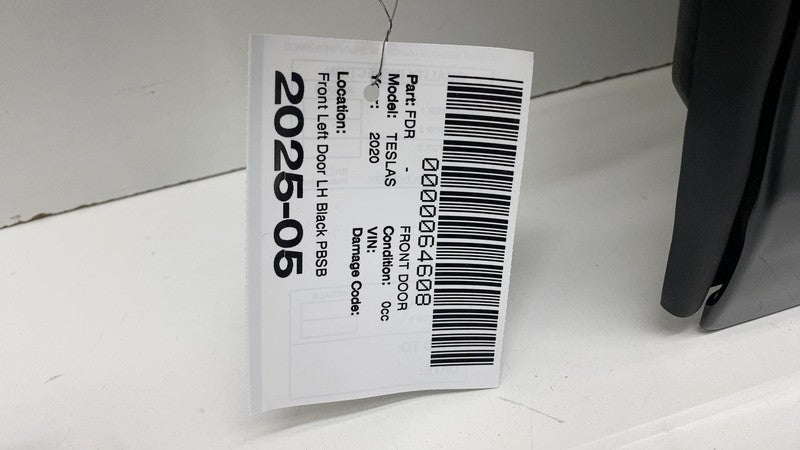 0000064608
Part: FDR - FRONT DOOR
Model: TESLAS Condition: 0cc
2020 VIN:
Location: Damage Code:
Front Left Door LH Black PBSB
2025-05